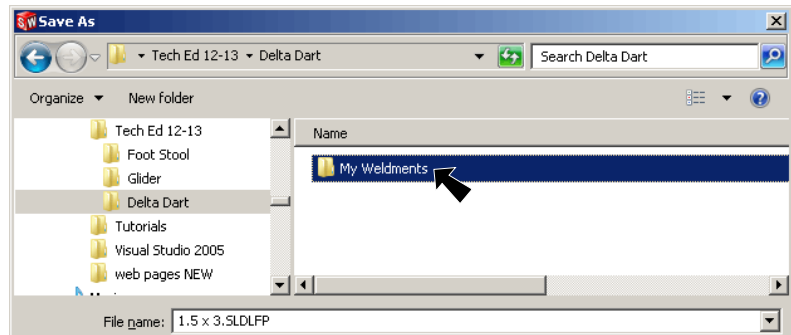 SW Save As
Tech Ed 12-13 Delta Dart Search Delta Dart
Organize New folder
Tech Ed 12-13
Foot Stool
Glider
Delta Dart
Tutorials
Visual Studio 2005
web pages NEW
Name
My Weldments
File name: 1.5 x 3.SLDLFP